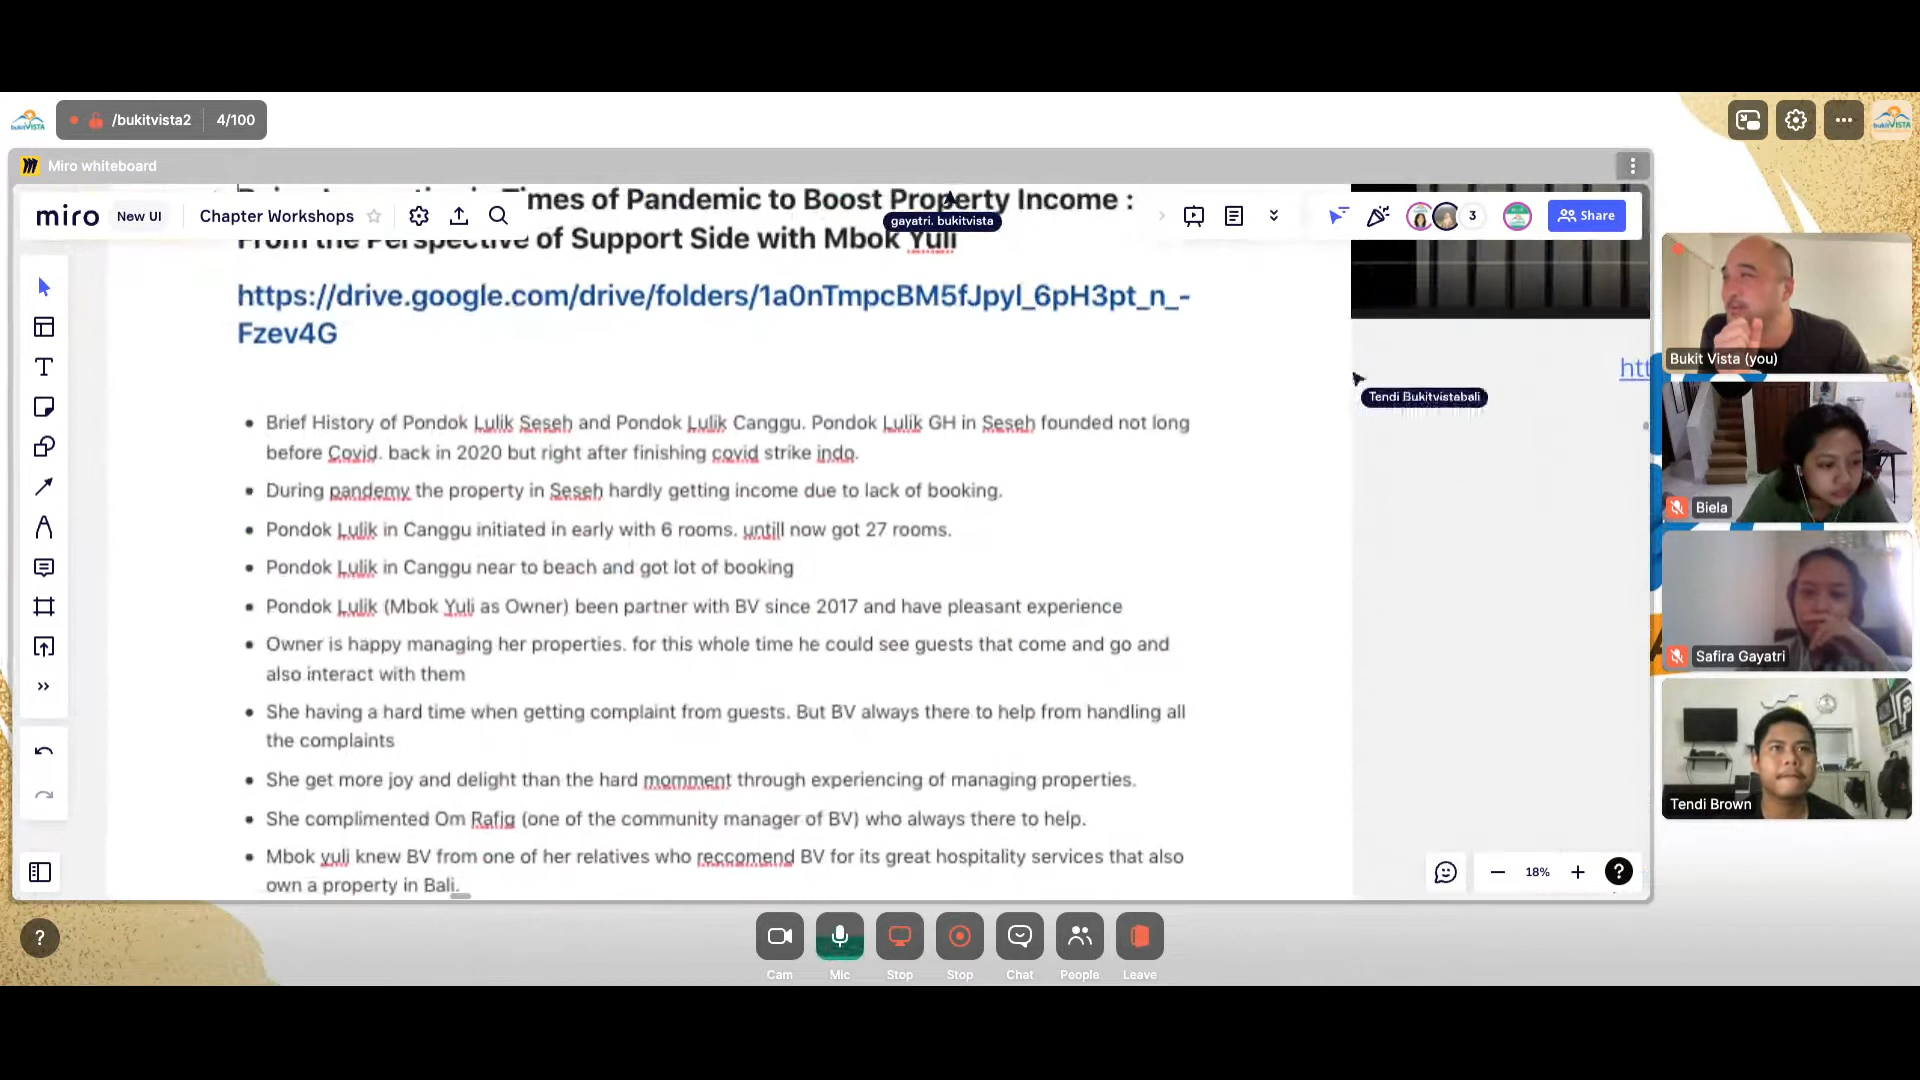 /bukitvista2 4/100
bukitVISTA
bukitVISTA
Miro whiteboard
miro New UI Chapter Workshops
3 Share
in Times of Pandemic to Boost Property Income :
gayatri. bukitvista
From the Perspective of Support Side with Mbok Yuli
https://drive.google.com/drive/folders/1a0nTmpcBM5fJpyl_6pH3pt_n_-
Fzev4G
htt
Tendi Bukitvistabali
• Brief History of Pondok Lulik Seseh and Pondok Lulik Canggu. Pondok Lulik GH in Seseh founded not long
before Covid. back in 2020 but right after finishing covid strike indo.
• During pandemy the property in Seseh hardly getting income due to lack of booking.
• Pondok Lulik in Canggu initiated in early with 6 rooms. untill now got 27 rooms.
• Pondok Lulik in Canggu near to beach and got lot of booking
• Pondok Lulik (Mbok Yuli as Owner) been partner with BV since 2017 and have pleasant experience
• Owner is happy managing her properties. for this whole time he could see guests that come and go and
also interact with them
• She having a hard time when getting complaint from guests. But BV always there to help from handling all
the complaints
• She get more joy and delight than the hard momment through experiencing of managing properties.
• She complimented Om Rafig (one of the community manager of BV) who always there to help.
• Mbok yuli knew BV from one of her relatives who reccomend BV for its great hospitality services that also
own a property in Bali.
18%
?
Bukit Vista (you)
Biela
Safira Gayatri
Tendi Brown
?
Cam Mic Stop Stop Chat People Leave